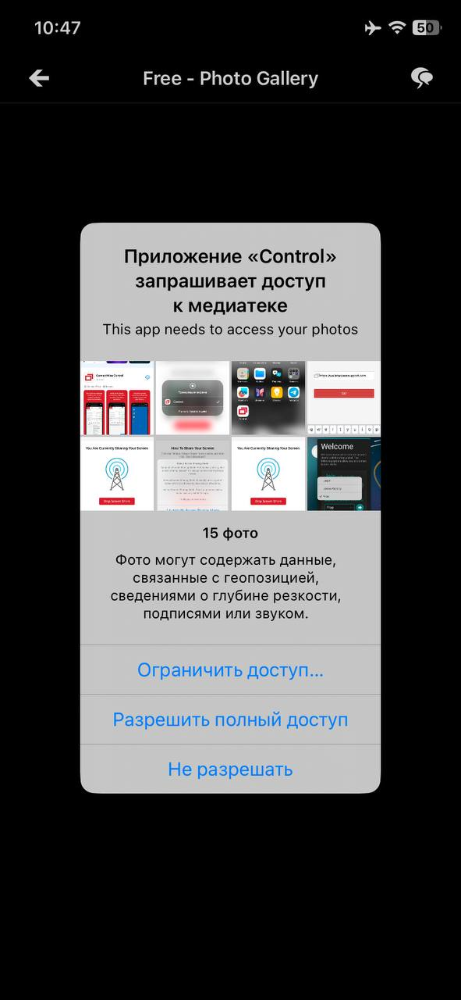 10:47
50
Free - Photo Gallery
Приложение «Control»
запрашивает доступ
к медиатеке
This app needs to access your photos
You Are Currently Sharing Your Screen
Stop Screen Share
How To Share Your Screen
You Are Currently Sharing Your Screen
Stop Screen Share
Welcome
15 фото
Фото могут содержать данные,
связанные с геопозицией,
сведениями о глубине резкости,
подписями или звуком.
Ограничить доступ...
Разрешить полный доступ
Не разрешать